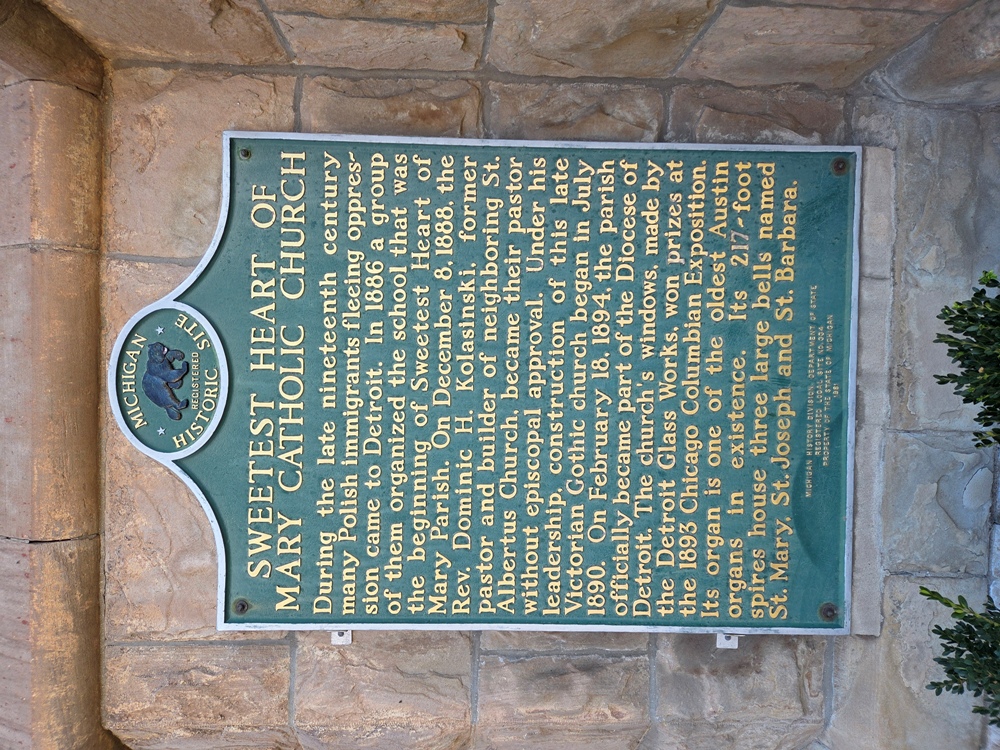 MICHIGAN
REGISTERED
HISTORIC SITE
SWEETEST HEART OF
MARY CATHOLIC CHURCH
During the late nineteenth century
many Polish immigrants fleeing oppres-
sion came to Detroit. In 1886 a group
of them organized the school that was
the beginning of Sweetest Heart of
Mary Parish. On December 8, 1888, the
Rev. Dominic H. Kolasinski, former
pastor and builder of neighboring St.
Albertus Church, became their pastor
without episcopal approval. Under his
leadership, construction of this late
Victorian Gothic church began in July
1890. On February 18, 1894, the parish
officially became part of the Diocese of
Detroit. The church's windows, made by
the Detroit Glass Works, won prizes at
the 1893 Chicago Columbian Exposition.
Its organ is one of the oldest Austin
organs in existence. Its 217-foot
spires house three large bells named
St. Mary, St. Joseph and St. Barbara.
MICHIGAN HISTORY DIVISION, DEPARTMENT OF STATE
REGISTERED LOCAL SITE NO. 334
PROPERTY OF THE STATE OF MICHIGAN
1981